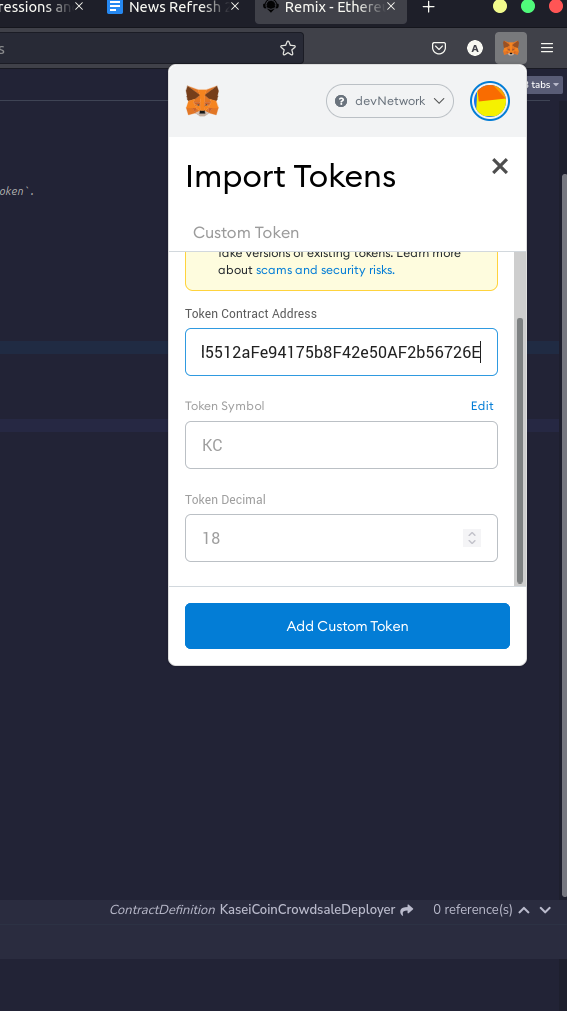 ressions an
News Refresh
Remix - Ethere
s
A
devNetwork
tabs
Import Tokens
oken`.
Custom Token
fake versions of existing tokens. Learn more
about scams and security risks.
Token Contract Address
5512aFe94175b8F42e50AF2b56726E
Token Symbol
Edit
KC
Token Decimal
18
Add Custom Token
ContractDefinition KaseiCoinCrowdsaleDeployer 0 reference(s)